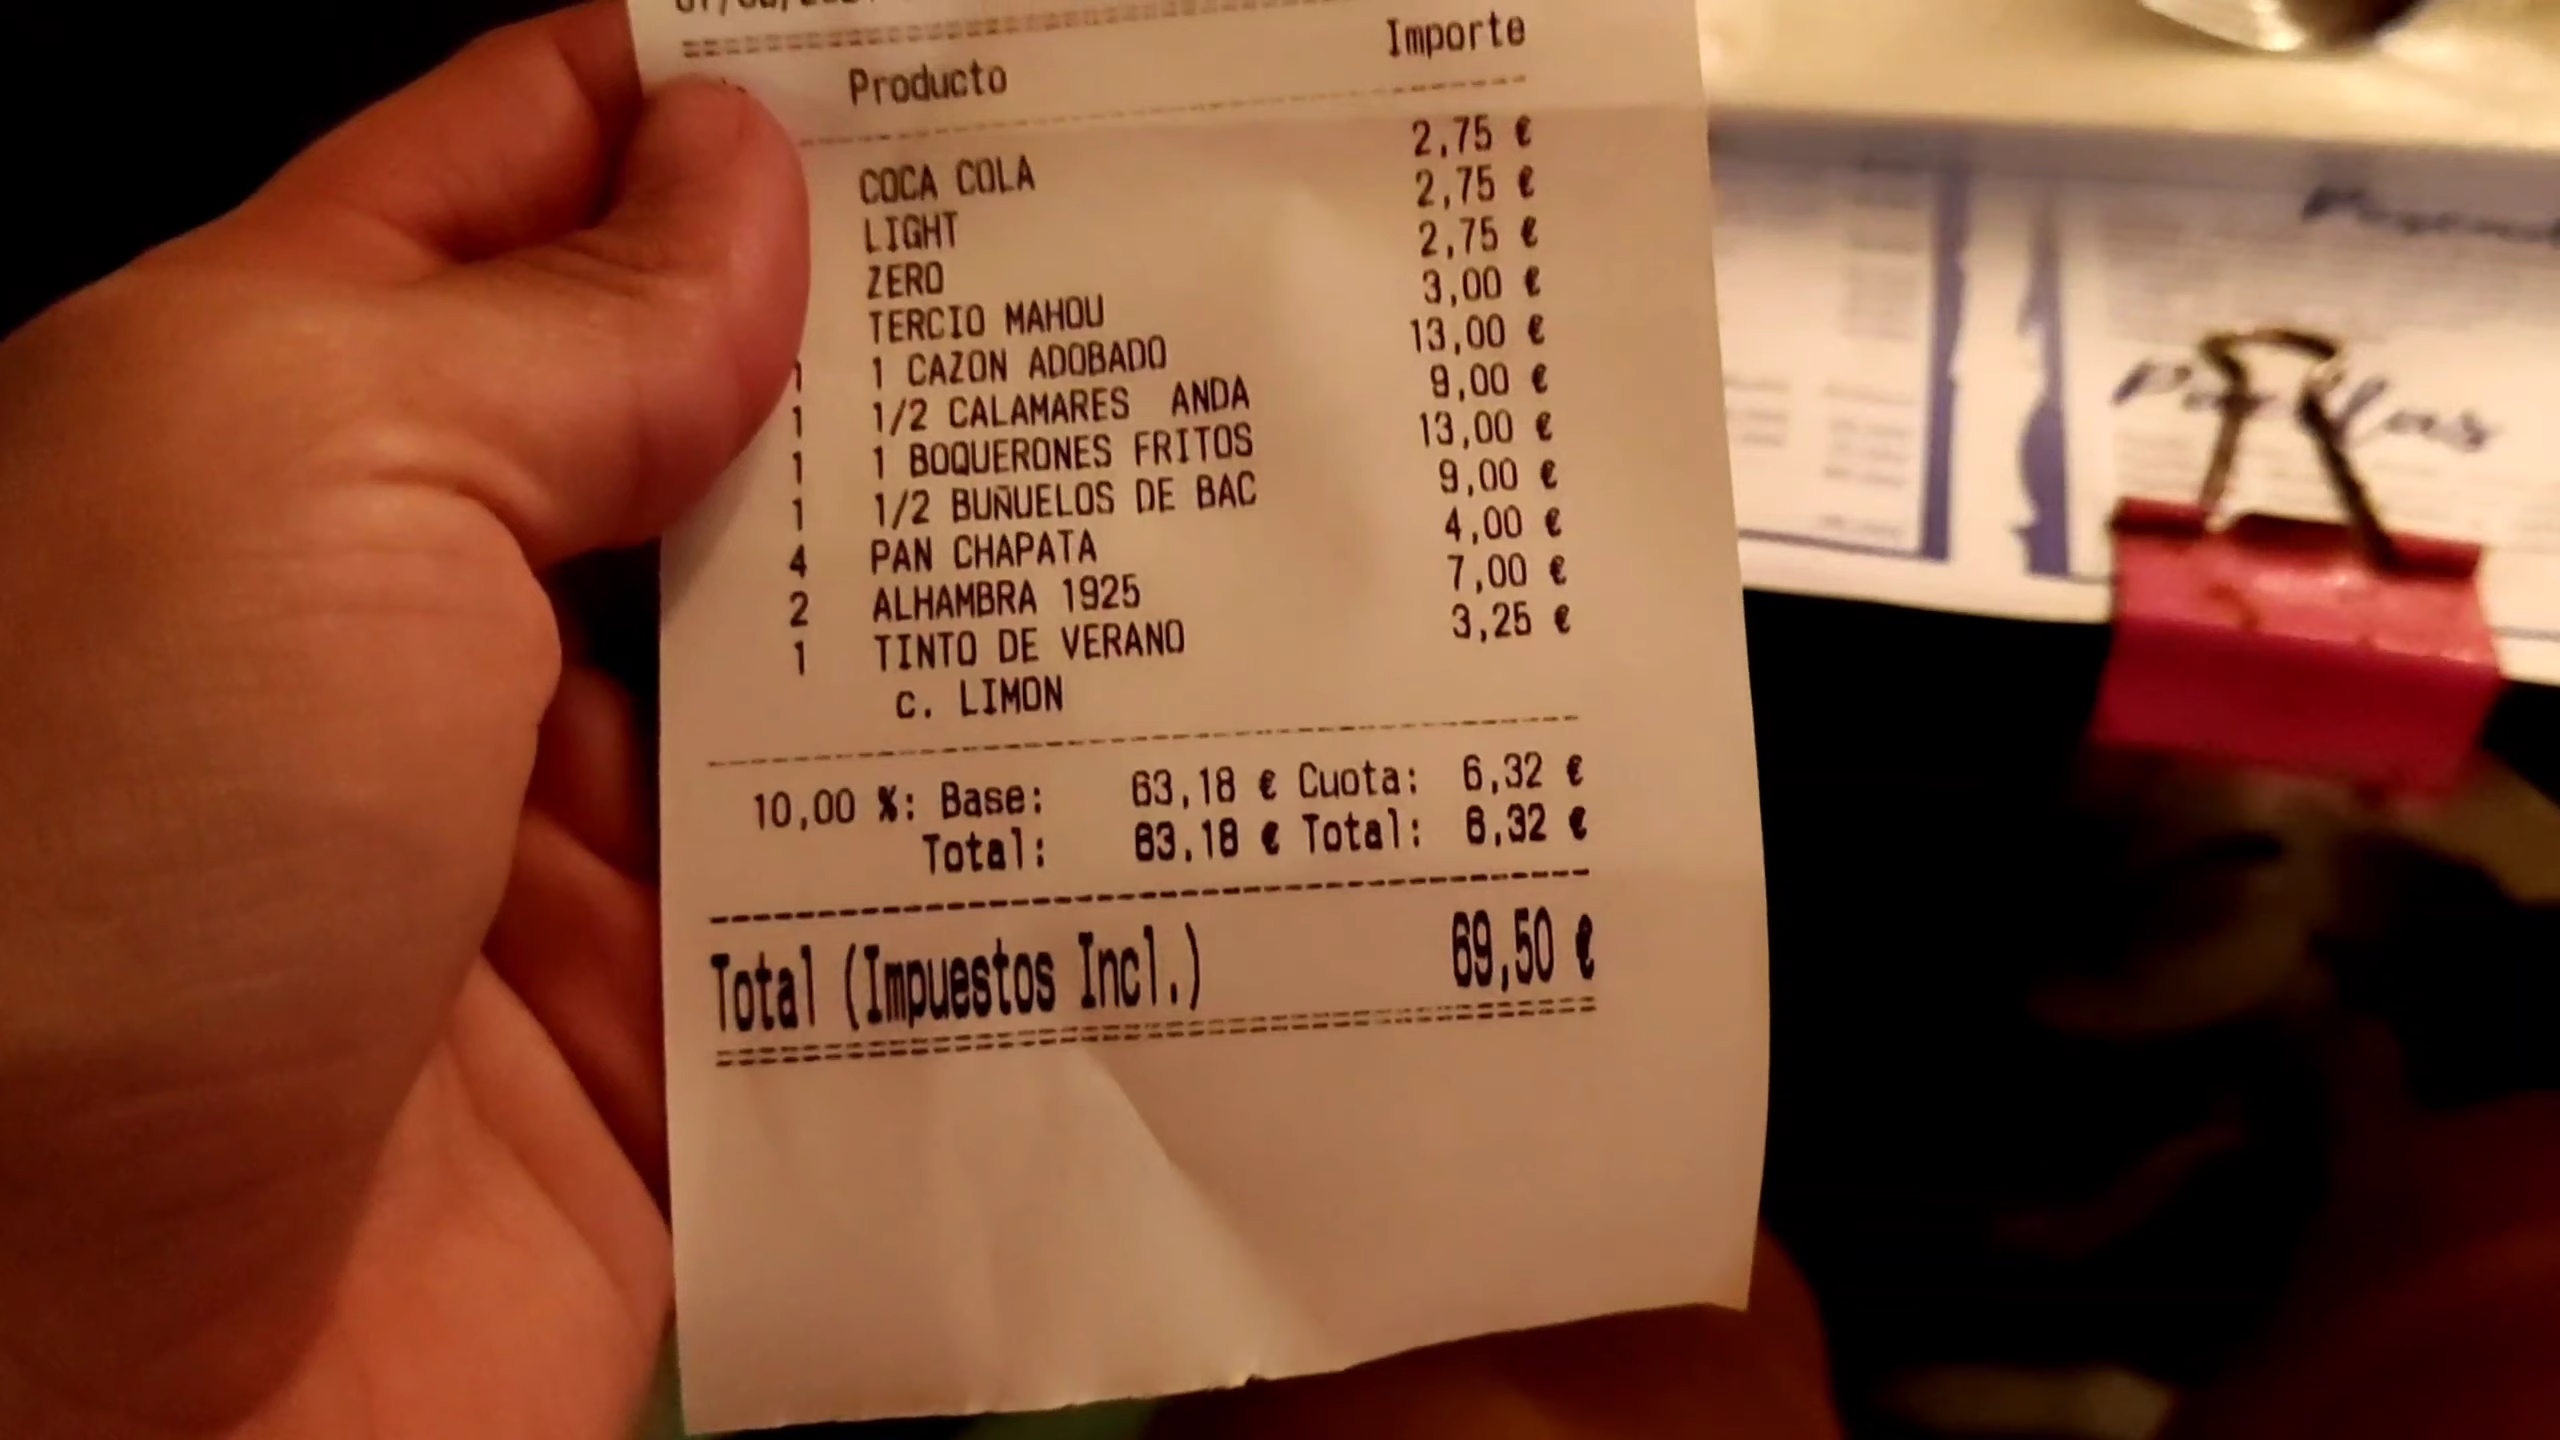 Producto Importe
COCA COLA 2,75 €
LIGHT 2,75 €
ZERO 2,75 €
TERCIO MAHOU 3,00 €
1 1 CAZON ADOBADO 13,00 €
1 1/2 CALAMARES ANDA 9,00 €
1 1 BOQUERONES FRITOS 13,00 €
1 1/2 BUÑUELOS DE BAC 9,00 €
4 PAN CHAPATA 4,00 €
2 ALHAMBRA 1925 7,00 €
1 TINTO DE VERANO 3,25 €
c. LIMON
10,00 %: Base: 63,18 € Cuota: 6,32 €
Total: 63,18 € Total: 6,32 €
Total (Impuestos Incl.) 69,50 €